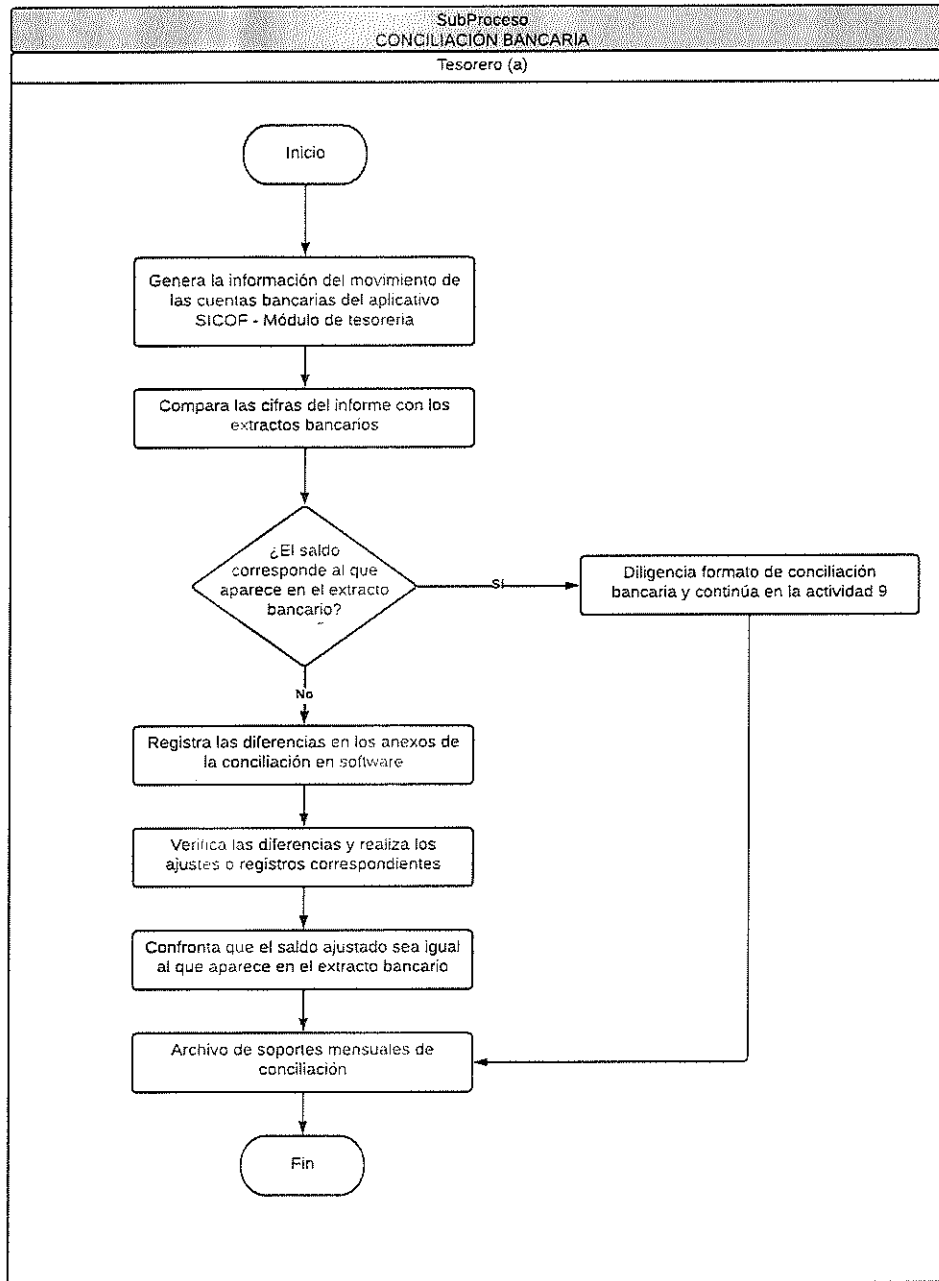 SubProceso
CONCILIACIÓN BANCARIA
Tesorero (a)
Inicio
Genera la información del movimiento de
las cuentas bancarias del aplicativo
SICOF - Módulo de tesoreria
Compara las cifras del informe con los
extractos bancarios
¿El saldo
corresponde al que
aparece en el extracto
bancario?
Si
Diligencia formato de conciliación
bancaria y continúa en la actividad 9
No
Registra las diferencias en los anexos de
la conciliación en software
Verifica las diferencias y realiza los
ajustes o registros correspondientes
Confronta que el saldo ajustado sea igual
al que aparece en el extracto bancario
Archivo de soportes mensuales de
conciliación
Fin